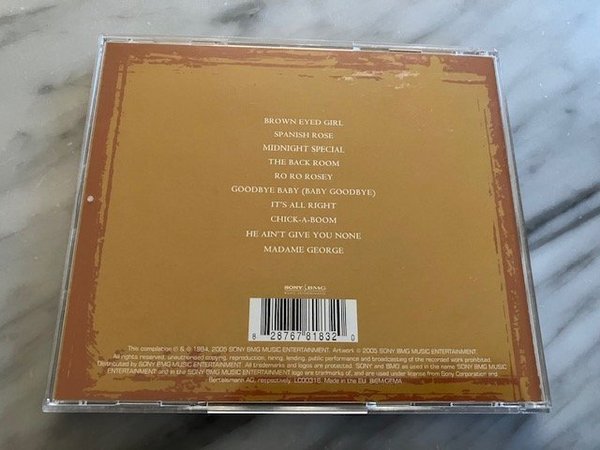 BROWN EYED GIRL
SPANISH ROSE
MIDNIGHT SPECIAL
THE BACK ROOM
RO RO ROSEY
GOODBYE BABY (BABY GOODBYE)
IT'S ALL RIGHT
CHICK-A-BOOM
HE AIN'T GIVE YOU NONE
MADAME GEORGE
SONY BMG
MUSIC ENTERTAINMENT
8 28767 81832 0
This compilation ℗ & © 1984, 2005 SONY BMG MUSIC ENTERTAINMENT. Artwork © 2005 SONY BMG MUSIC ENTERTAINMENT.
All rights reserved, unauthorised copying, reproduction, hiring, lending, public performance and broadcasting of the recorded work prohibited.
Distributed by SONY BMG MUSIC ENTERTAINMENT. All trademarks and logos are protected. SONY and BMG as used in the name SONY BMG MUSIC
ENTERTAINMENT and in the SONY BMG MUSIC ENTERTAINMENT logo are trademarks of, and are used under license from Sony Corporation and
Bertelsmann AG, respectively. LC00316. Made in the EU. BIEM/GEMA